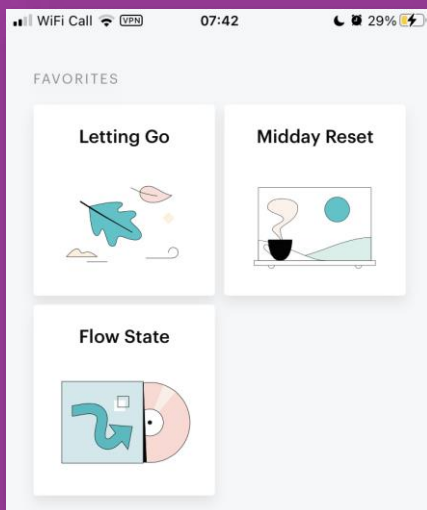 WiFi Call VPN 07:42 29%
FAVORITES
Letting Go Midday Reset
Flow State